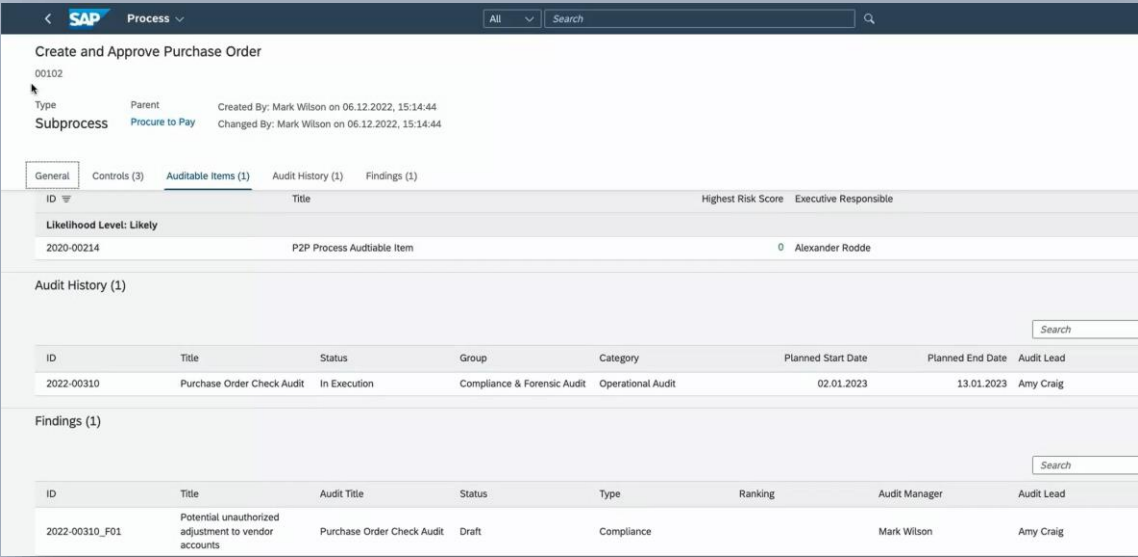 SAP Process All Search
Create and Approve Purchase Order
00102
Type Parent Created By: Mark Wilson on 06.12.2022, 15:14:44
Subprocess Procure to Pay Changed By: Mark Wilson on 06.12.2022, 15:14:44
General Controls (3) Auditable Items (1) Audit History (1) Findings (1)
ID Title Highest Risk Score Executive Responsible
Likelihood Level: Likely
2020-00214 P2P Process Audtiable Item 0 Alexander Rodde
Audit History (1)
Search
ID Title Status Group Category Planned Start Date Planned End Date Audit Lead
2022-00310 Purchase Order Check Audit In Execution Compliance & Forensic Audit Operational Audit 02.01.2023 13.01.2023 Amy Craig
Findings (1)
Search
ID Title Audit Title Status Type Ranking Audit Manager Audit Lead
Potential unauthorized
2022-00310_F01 adjustment to vendor Purchase Order Check Audit Draft Compliance Mark Wilson Amy Craig
accounts